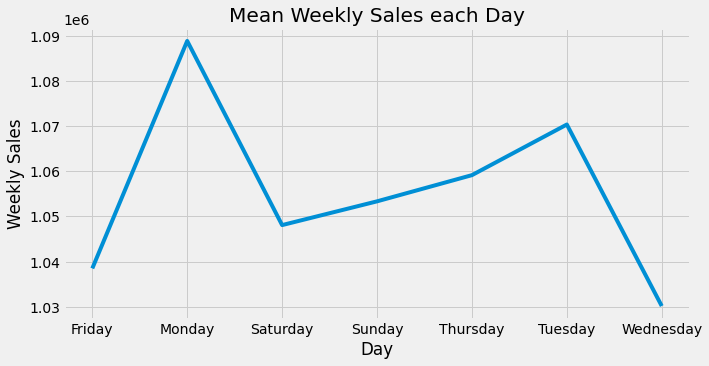 Mean Weekly Sales each Day
1e6
1.09
1.08
1.07
1.06
1.05
1.04
1.03
Weekly Sales
Friday Monday Saturday Sunday Thursday Tuesday Wednesday
Day